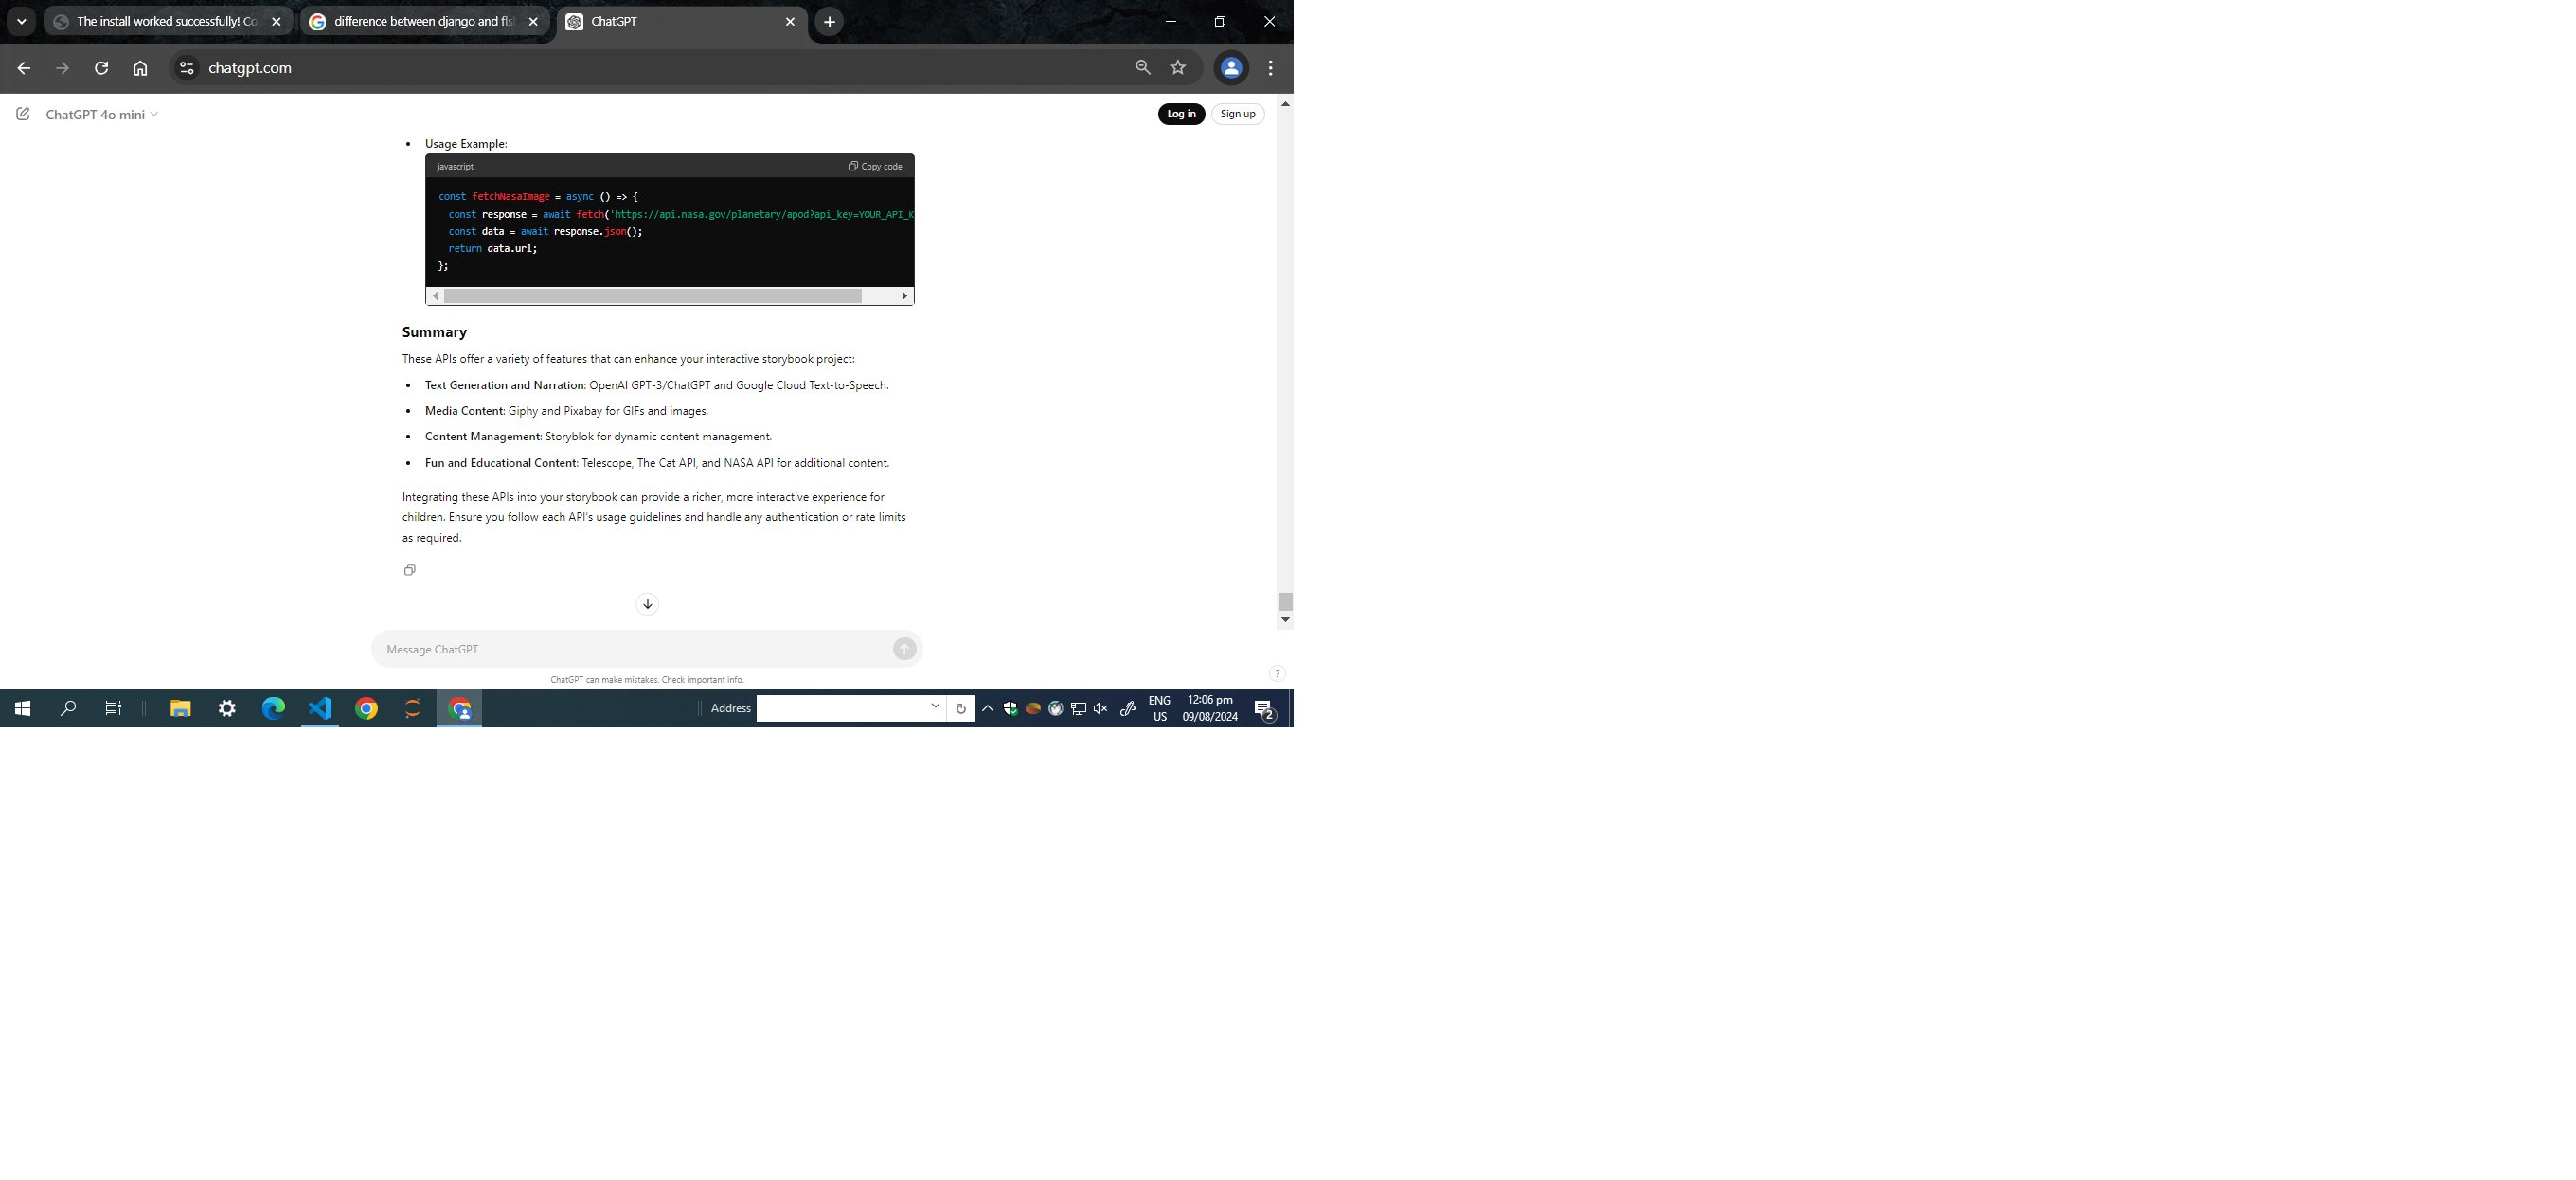 The install worked successfully! Co
difference between django and fl
ChatGPT
chatgpt.com
ChatGPT 4o mini
Log in
Sign up
• Usage Example:
javascript
Copy code
const fetchNasaImage = async () => {
const response = await fetch('https://api.nasa.gov/planetary/apod?api_key=YOUR_API_K
const data = await response.json();
return data.url;
};
Summary
These APIs offer a variety of features that can enhance your interactive storybook project:
• Text Generation and Narration: OpenAI GPT-3/ChatGPT and Google Cloud Text-to-Speech.
• Media Content: Giphy and Pixabay for GIFs and images.
• Content Management: Storyblok for dynamic content management.
• Fun and Educational Content: Telescope, The Cat API, and NASA API for additional content.
Integrating these APIs into your storybook can provide a richer, more interactive experience for
children. Ensure you follow each API's usage guidelines and handle any authentication or rate limits
as required.
Message ChatGPT
ChatGPT can make mistakes. Check important info.
?
Address
ENG
US
12:06 pm
09/08/2024
2